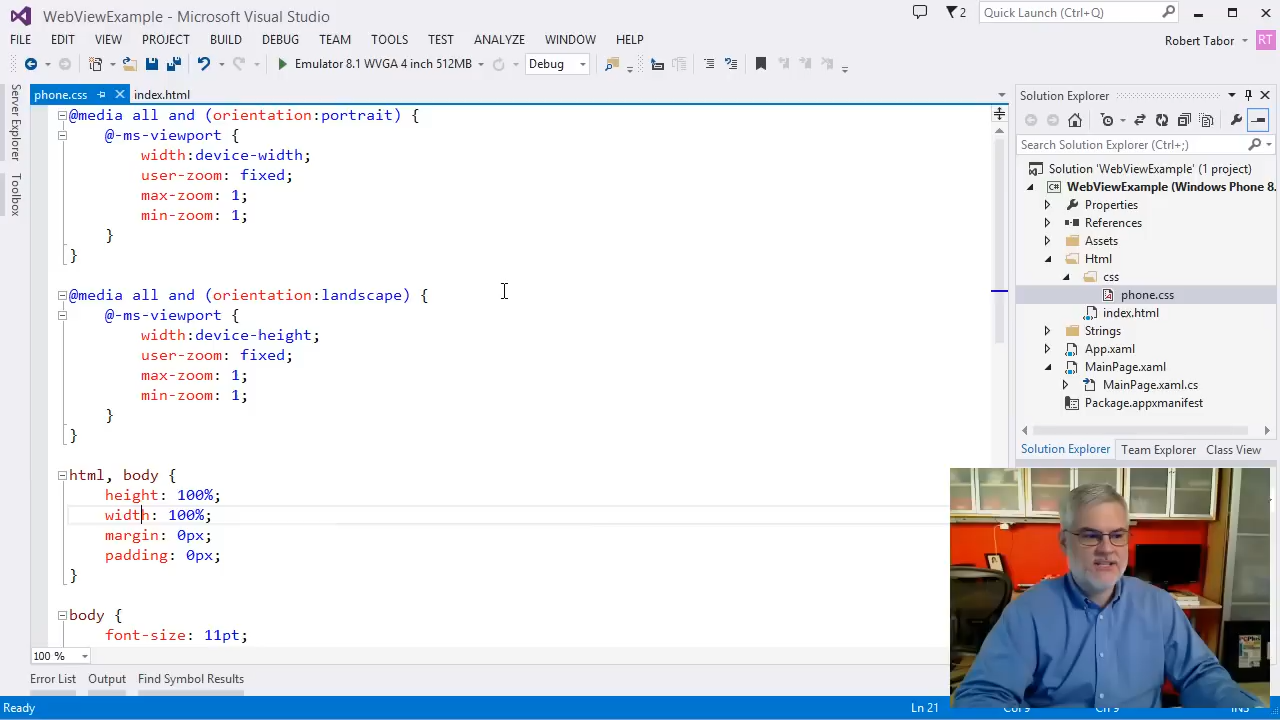 WebViewExample - Microsoft Visual Studio
2
Quick Launch (Ctrl+Q)
FILE EDIT VIEW PROJECT BUILD DEBUG TEAM TOOLS TEST ANALYZE WINDOW HELP
Robert Tabor RT
Emulator 8.1 WVGA 4 inch 512MB Debug
Server Explorer
Toolbox
phone.css index.html
@media all and (orientation:portrait) {
@-ms-viewport {
width:device-width;
user-zoom: fixed;
max-zoom: 1;
min-zoom: 1;
}
}
@media all and (orientation:landscape) {
@-ms-viewport {
width:device-height;
user-zoom: fixed;
max-zoom: 1;
min-zoom: 1;
}
}
html, body {
height: 100%;
width: 100%;
margin: 0px;
padding: 0px;
}
body {
font-size: 11pt;
100 %
Solution Explorer
Search Solution Explorer (Ctrl+;)
Solution 'WebViewExample' (1 project)
WebViewExample (Windows Phone 8.
Properties
References
Assets
Html
css
phone.css
index.html
Strings
App.xaml
MainPage.xaml
MainPage.xaml.cs
Package.appxmanifest
Solution Explorer Team Explorer Class View
Error List Output Find Symbol Results
Ready Ln 21